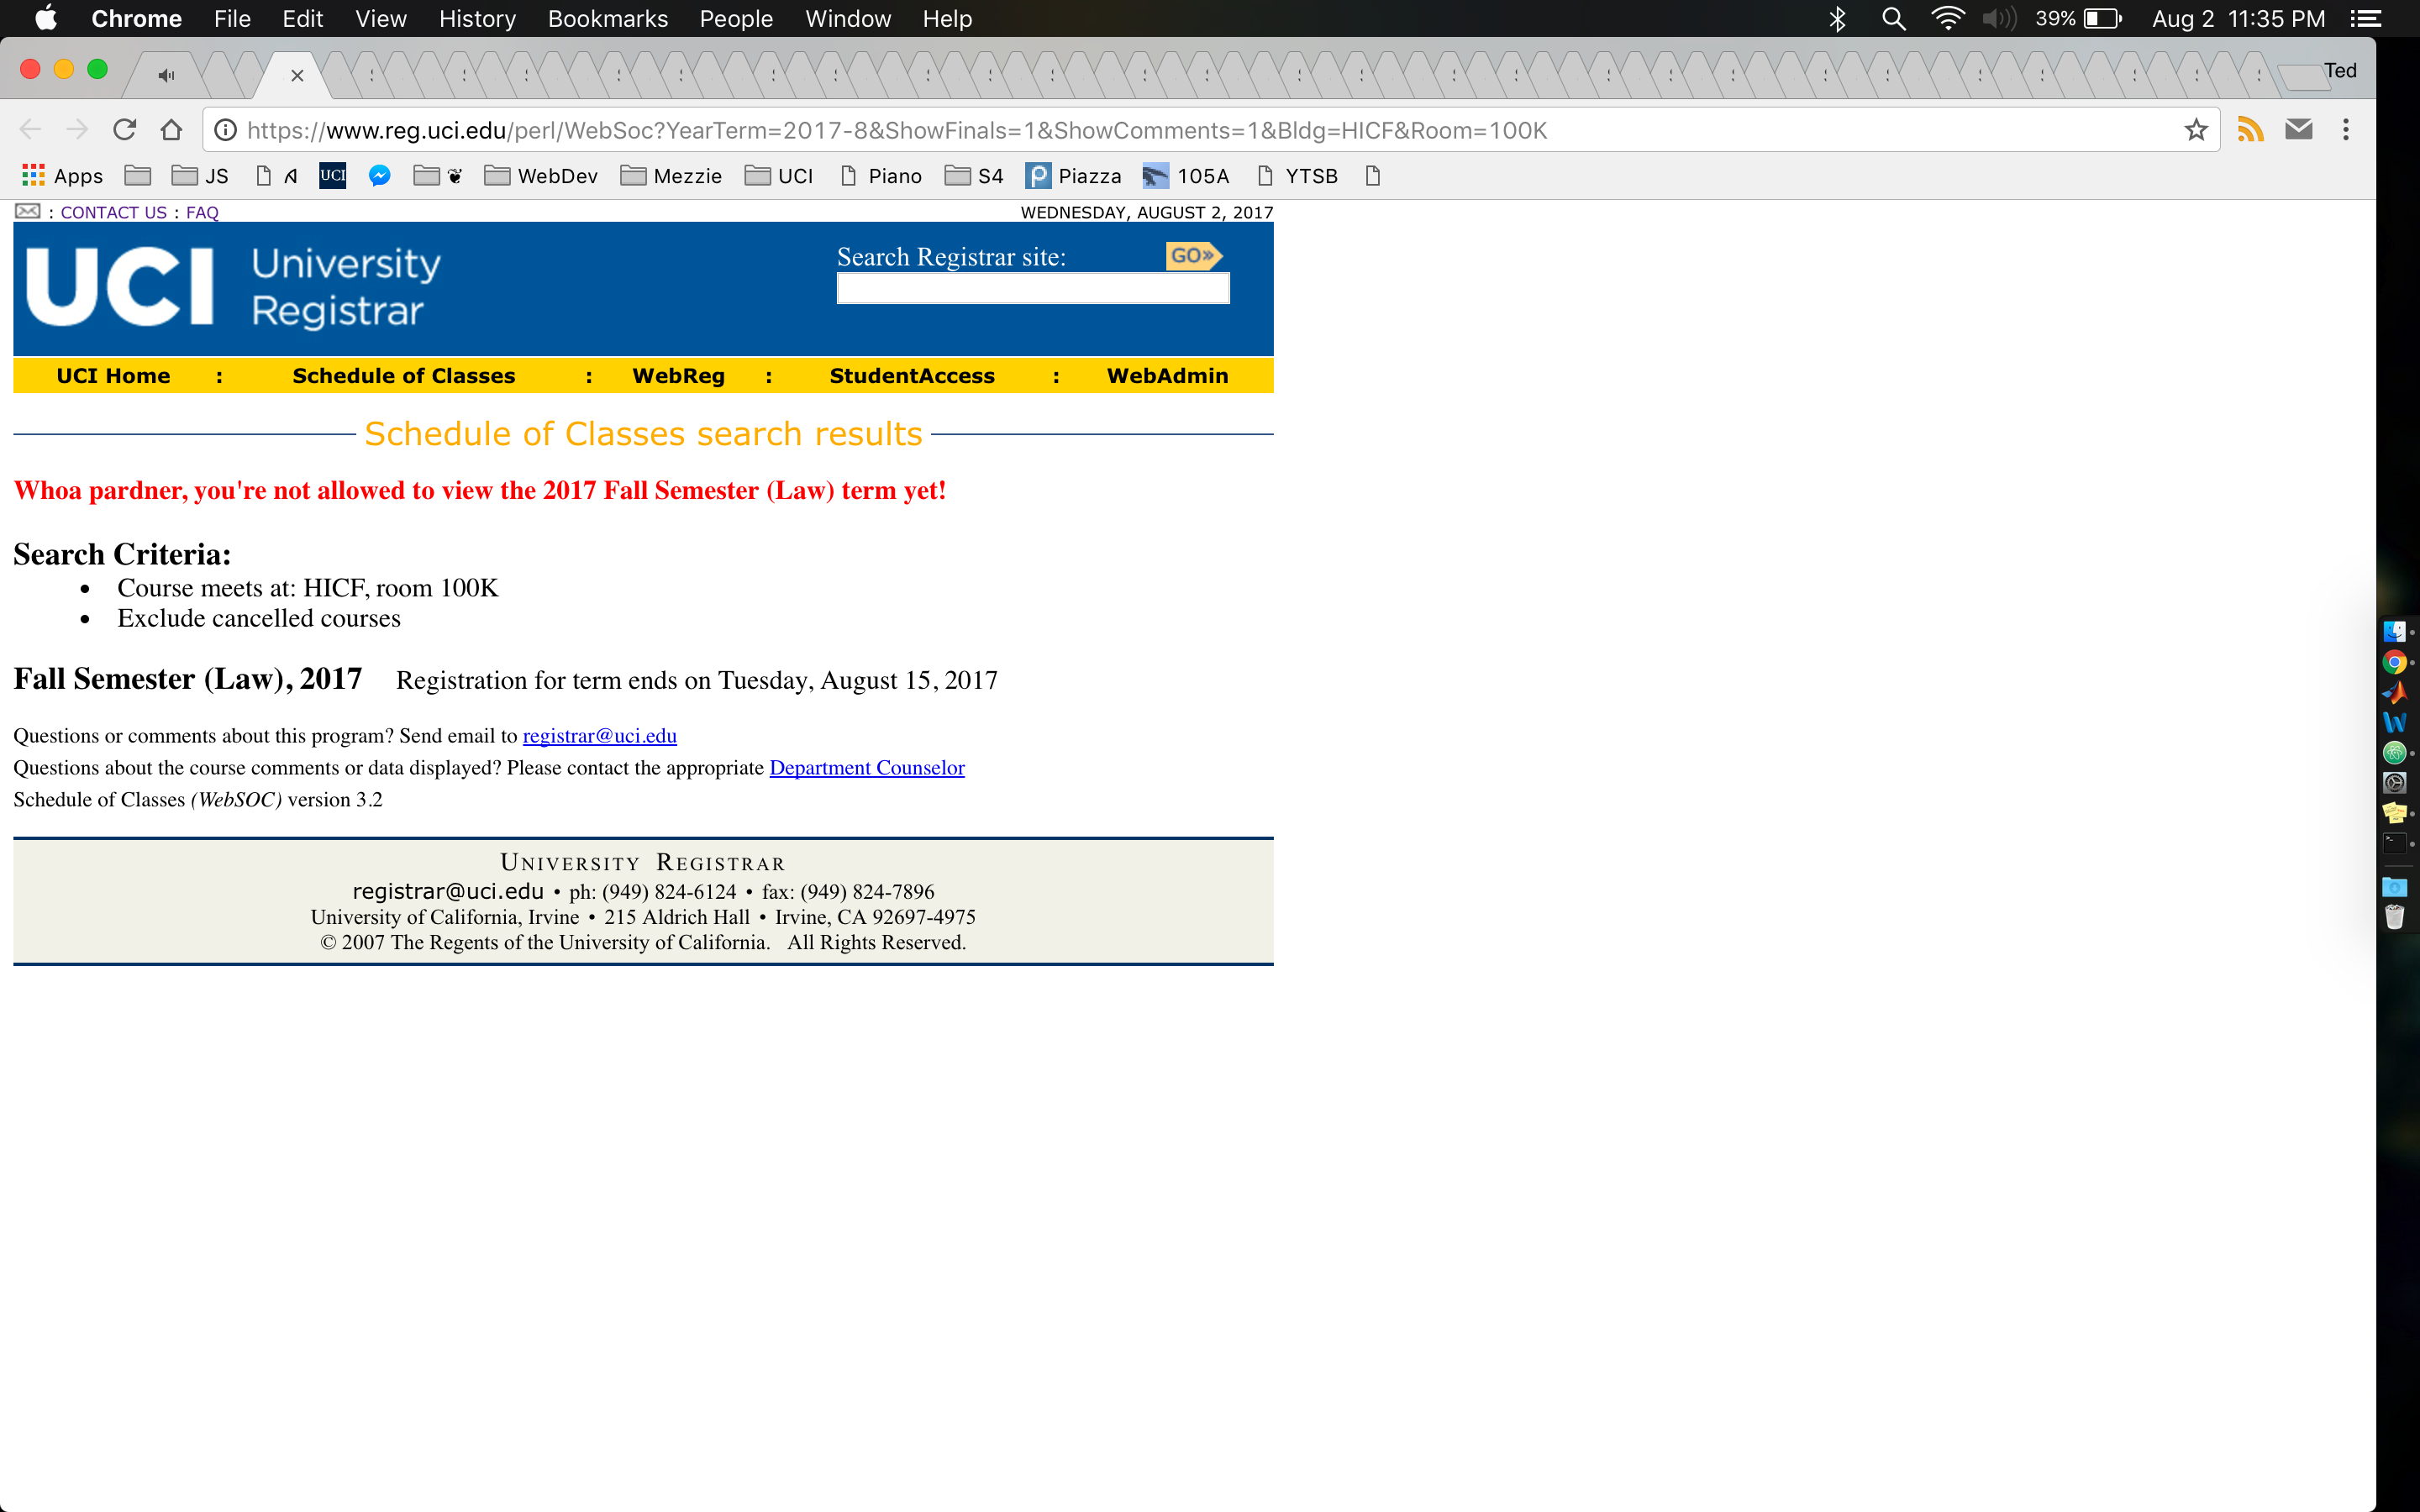 Chrome File Edit View History Bookmarks People Window Help 39% Aug 2 11:35 PM
Ted
https://www.reg.uci.edu/perl/WebSoc?YearTerm=2017-8&ShowFinals=1&ShowComments=1&Bldg=HICF&Room=100K
Apps JS UCI WebDev Mezzie UCI Piano S4 Piazza 105A YTSB
: CONTACT US : FAQ WEDNESDAY, AUGUST 2, 2017
UCI University Registrar
Search Registrar site: GO»
UCI Home : Schedule of Classes : WebReg : StudentAccess : WebAdmin
Schedule of Classes search results
Whoa pardner, you're not allowed to view the 2017 Fall Semester (Law) term yet!
Search Criteria:
• Course meets at: HICF, room 100K
• Exclude cancelled courses
Fall Semester (Law), 2017 Registration for term ends on Tuesday, August 15, 2017
Questions or comments about this program? Send email to registrar@uci.edu
Questions about the course comments or data displayed? Please contact the appropriate Department Counselor
Schedule of Classes (WebSOC) version 3.2
UNIVERSITY REGISTRAR
registrar@uci.edu • ph: (949) 824-6124 • fax: (949) 824-7896
University of California, Irvine • 215 Aldrich Hall • Irvine, CA 92697-4975
© 2007 The Regents of the University of California. All Rights Reserved.